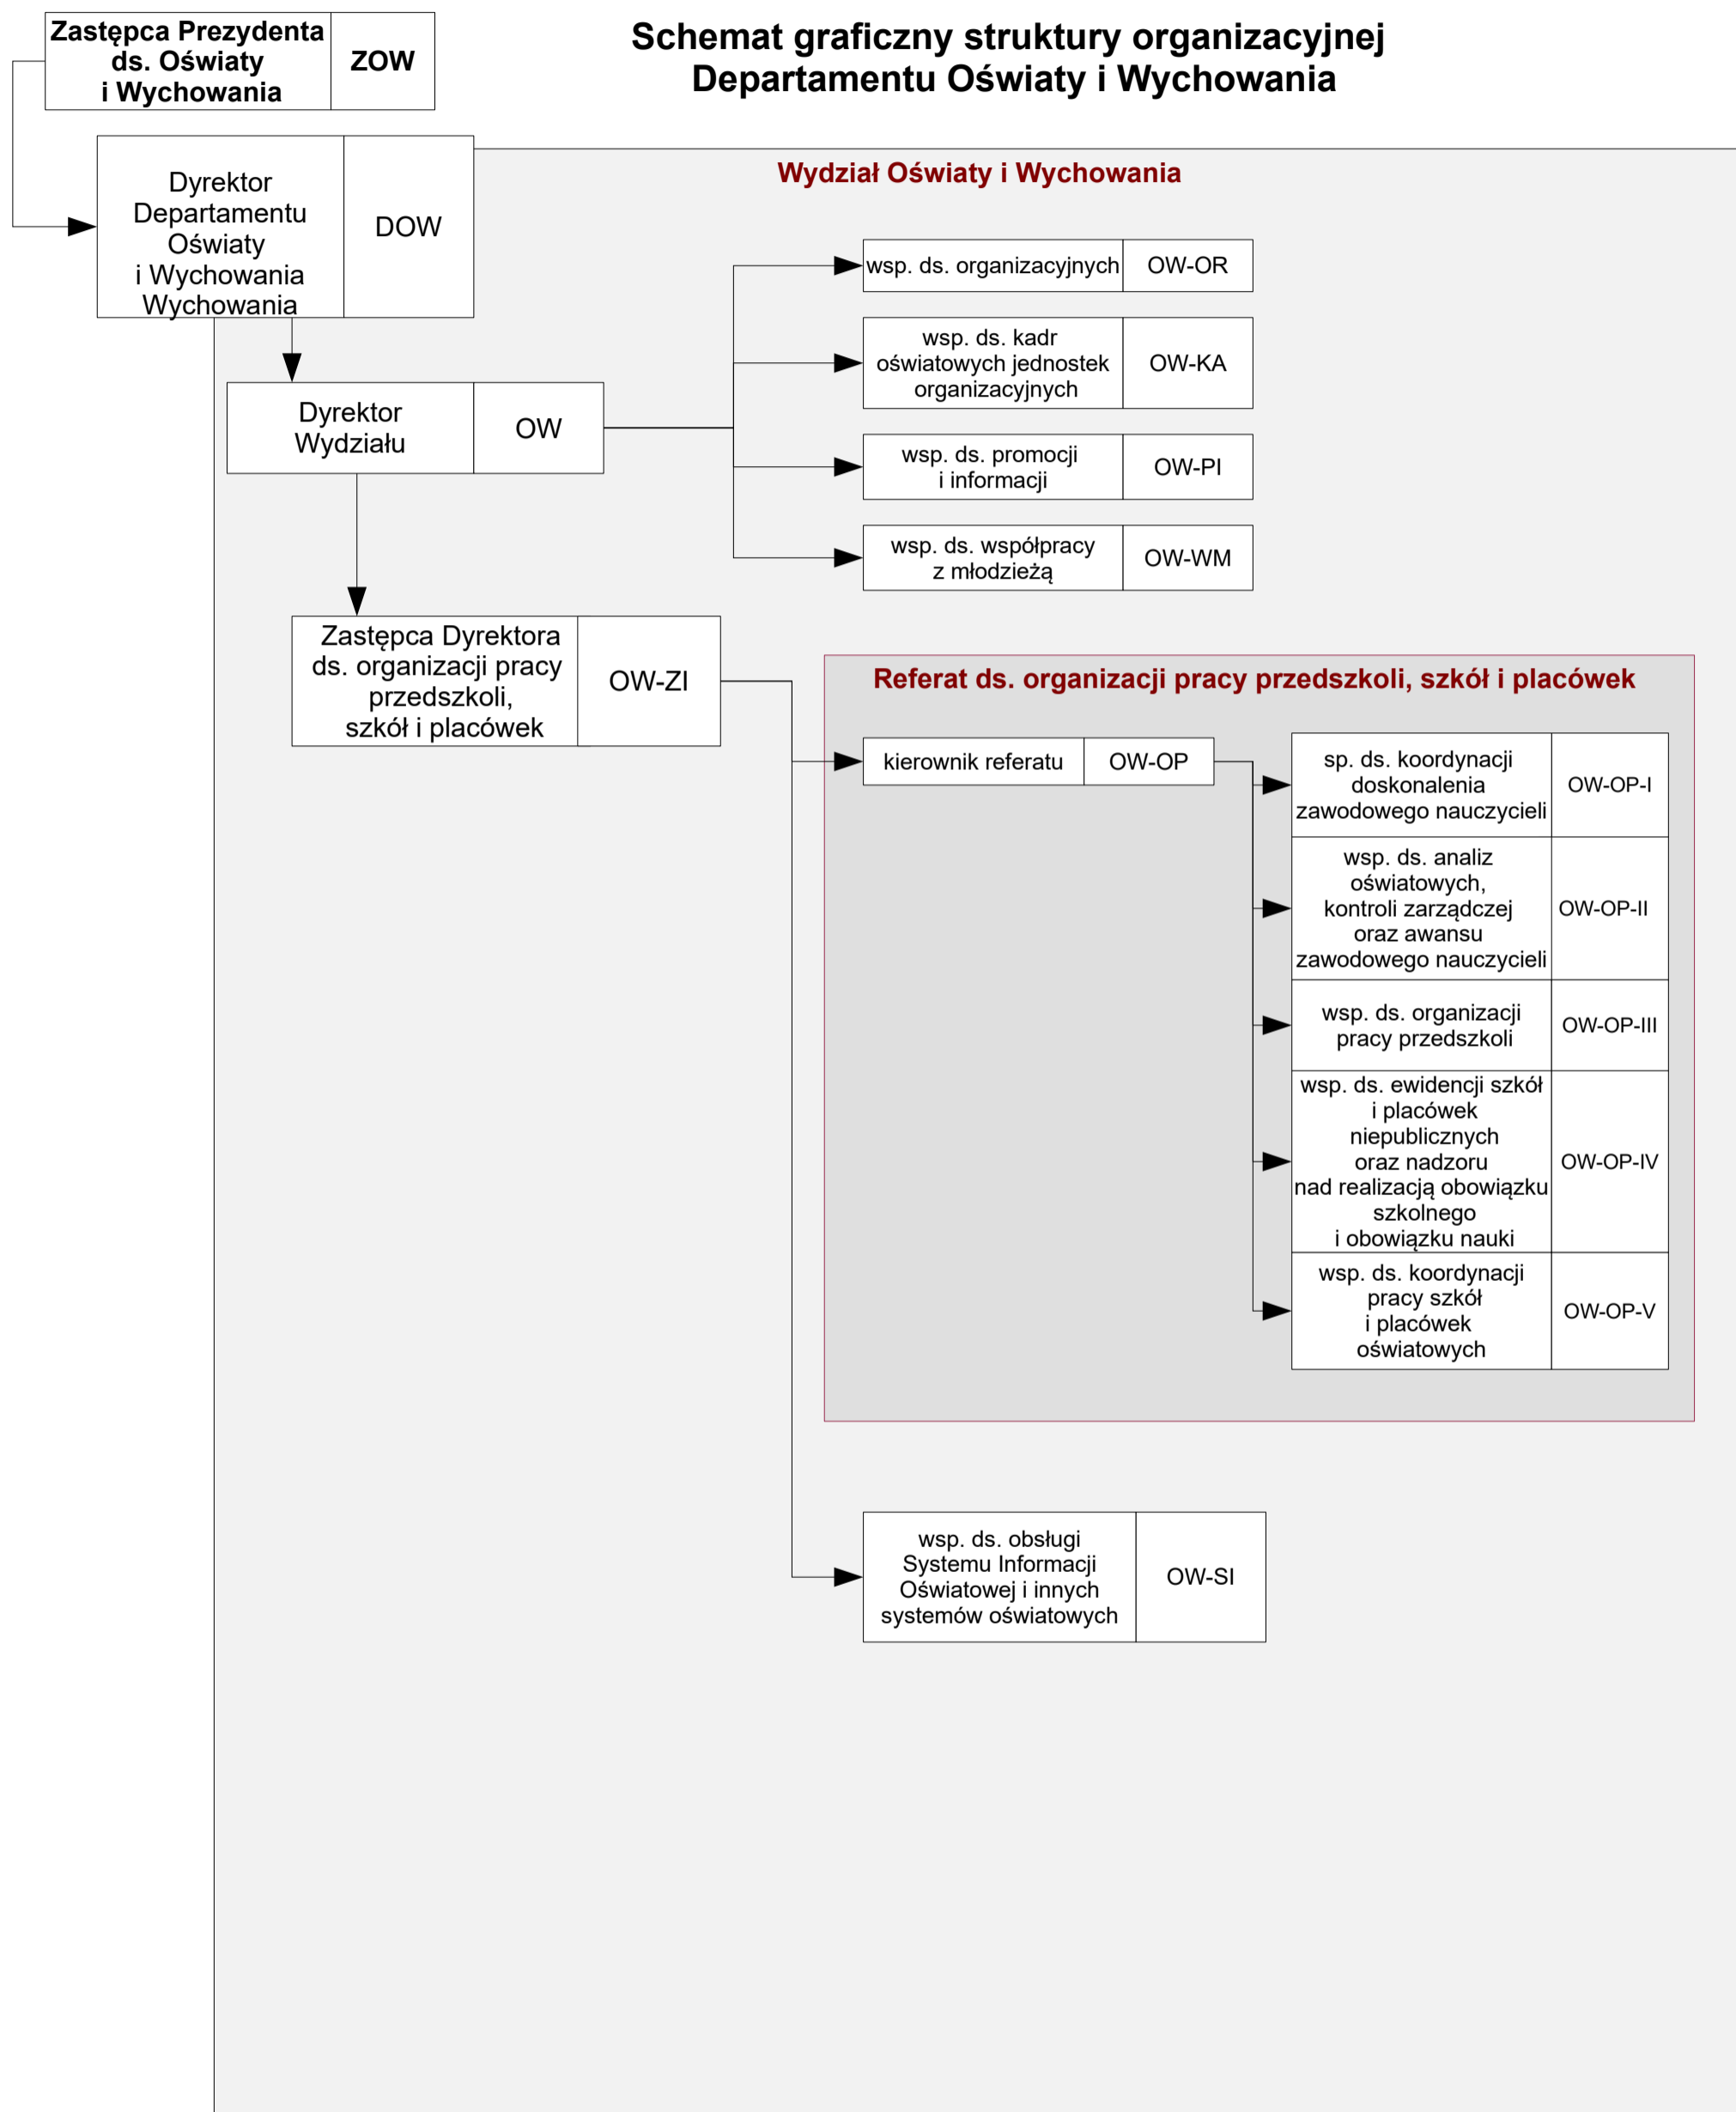 Zastępca Prezydenta
ds. Oświaty
i Wychowania
ZOW
Schemat graficzny struktury organizacyjnej
Departamentu Oświaty i Wychowania
Dyrektor
Departamentu
Oświaty
i Wychowania
Wychowania
DOW
Wydział Oświaty i Wychowania
wsp. ds. organizacyjnych
OW-OR
wsp. ds. kadr
oświatowych jednostek
organizacyjnych
OW-KA
Dyrektor
Wydziału
OW
wsp. ds. promocji
i informacji
OW-PI
wsp. ds. współpracy
z młodzieżą
OW-WM
Zastępca Dyrektora
ds. organizacji pracy
przedszkoli,
szkół i placówek
OW-ZI
Referat ds. organizacji pracy przedszkoli, szkół i placówek
kierownik referatu
OW-OP
sp. ds. koordynacji
doskonalenia
zawodowego nauczycieli
OW-OP-I
wsp. ds. analiz
oświatowych,
kontroli zarządczej
oraz awansu
zawodowego nauczycieli
OW-OP-II
wsp. ds. organizacji
pracy przedszkoli
OW-OP-III
wsp. ds. ewidencji szkół
i placówek
niepublicznych
oraz nadzoru
nad realizacją obowiązku
szkolnego
i obowiązku nauki
OW-OP-IV
wsp. ds. koordynacji
pracy szkół
i placówek
oświatowych
OW-OP-V
wsp. ds. obsługi
Systemu Informacji
Oświatowej i innych
systemów oświatowych
OW-SI